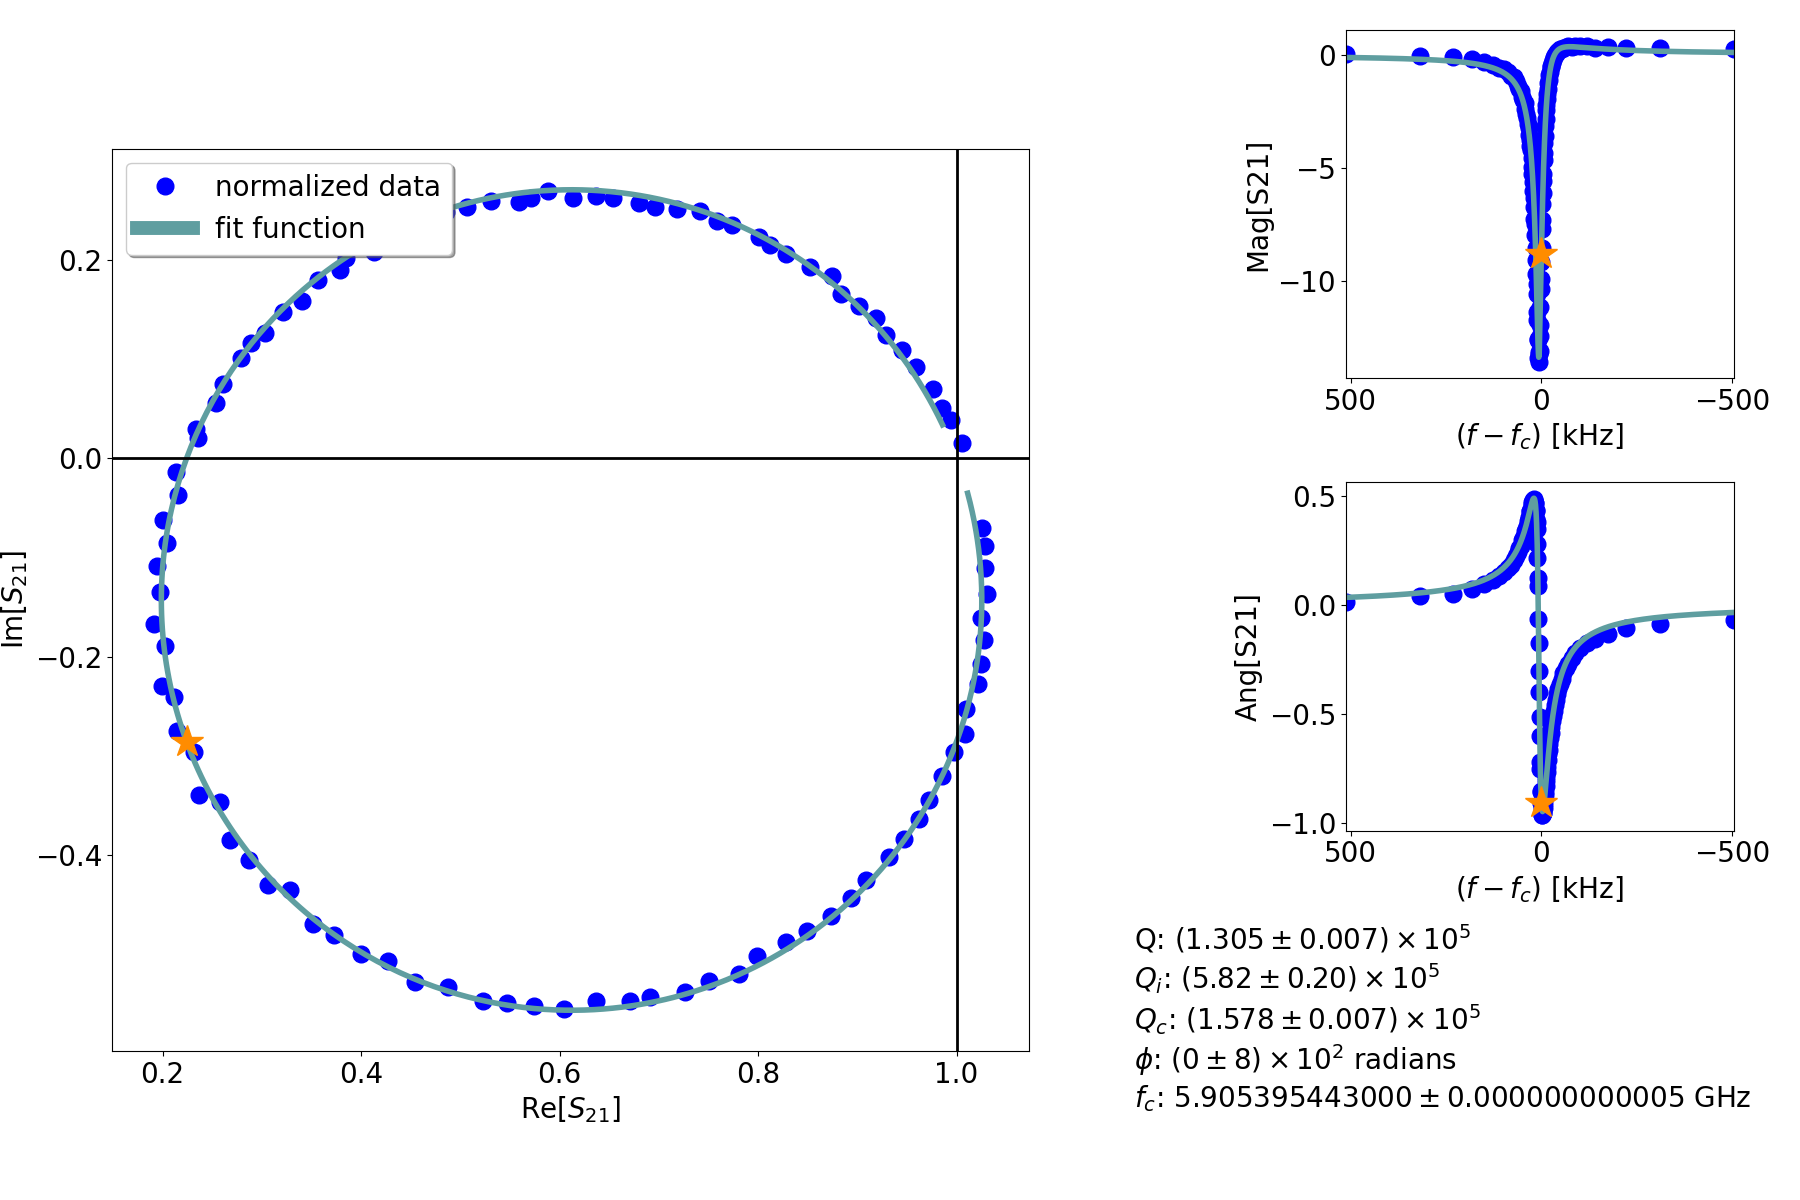 normalized data
fit function
0.2
0.0
−0.2
−0.4
Im[S21]
0.2
0.4
0.6
0.8
1.0
Re[S21]
0
−5
−10
Mag[S21]
500
0
−500
(f − fc) [kHz]
0.5
0.0
−0.5
−1.0
Ang[S21]
500
0
−500
(f − fc) [kHz]
Q: (1.305 ± 0.007) × 10^5
Qi: (5.82 ± 0.20) × 10^5
Qc: (1.578 ± 0.007) × 10^5
ϕ: (0 ± 8) × 10^2 radians
fc: 5.905395443000 ± 0.000000000005 GHz